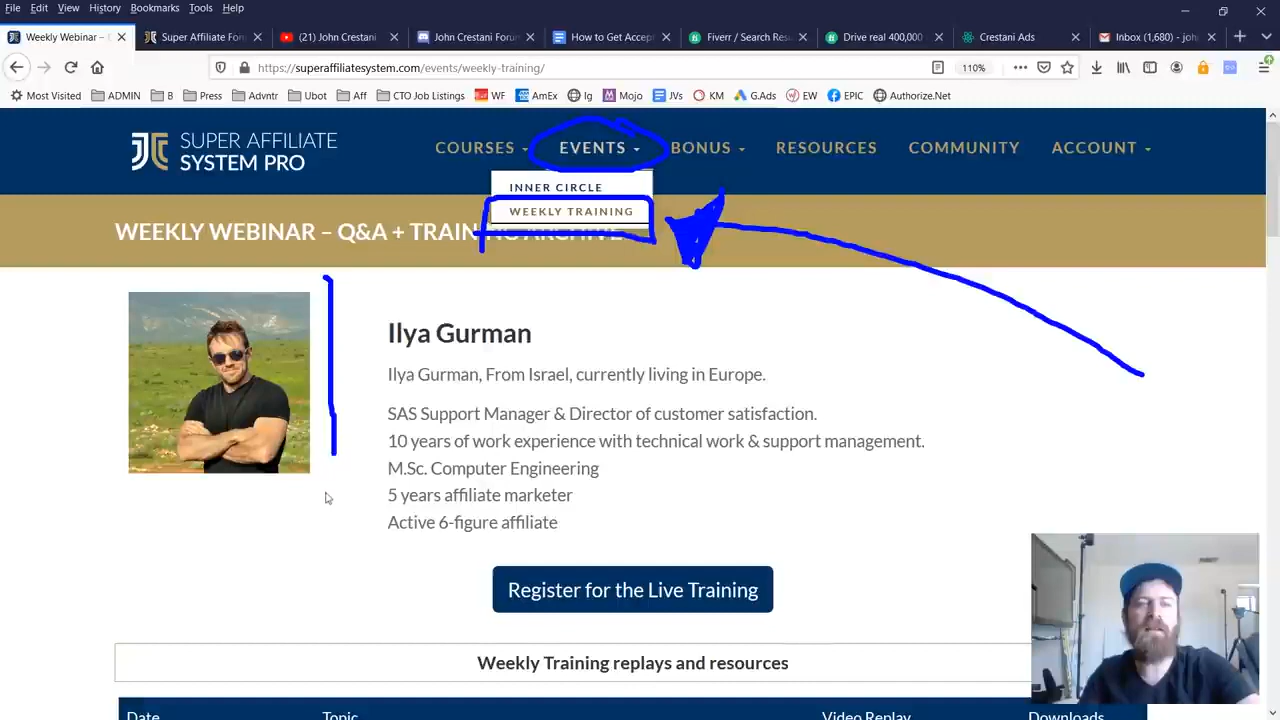 File Edit View History Bookmarks Tools Help
Weekly Webinar –
Super Affiliate For
(21) John Crestani
John Crestani Foru
How to Get Accep
Fiverr / Search Res
Drive real 400,000
Crestani Ads
Inbox (1,680) - joh
https://superaffiliatesystem.com/events/weekly-training/
110%
Most Visited ADMIN B Press Advntr Ubot Aff CTO Job Listings WF AmEx Ig Mojo JVs KM G.Ads EW EPIC Authorize.Net
SUPER AFFILIATE
SYSTEM PRO
COURSES EVENTS BONUS RESOURCES COMMUNITY ACCOUNT
INNER CIRCLE
WEEKLY TRAINING
WEEKLY WEBINAR – Q&A + TRAINING ARCHIVE
Ilya Gurman
Ilya Gurman, From Israel, currently living in Europe.
SAS Support Manager & Director of customer satisfaction.
10 years of work experience with technical work & support management.
M.Sc. Computer Engineering
5 years affiliate marketer
Active 6-figure affiliate
Register for the Live Training
Weekly Training replays and resources
Date Topic Video Replay Downloads